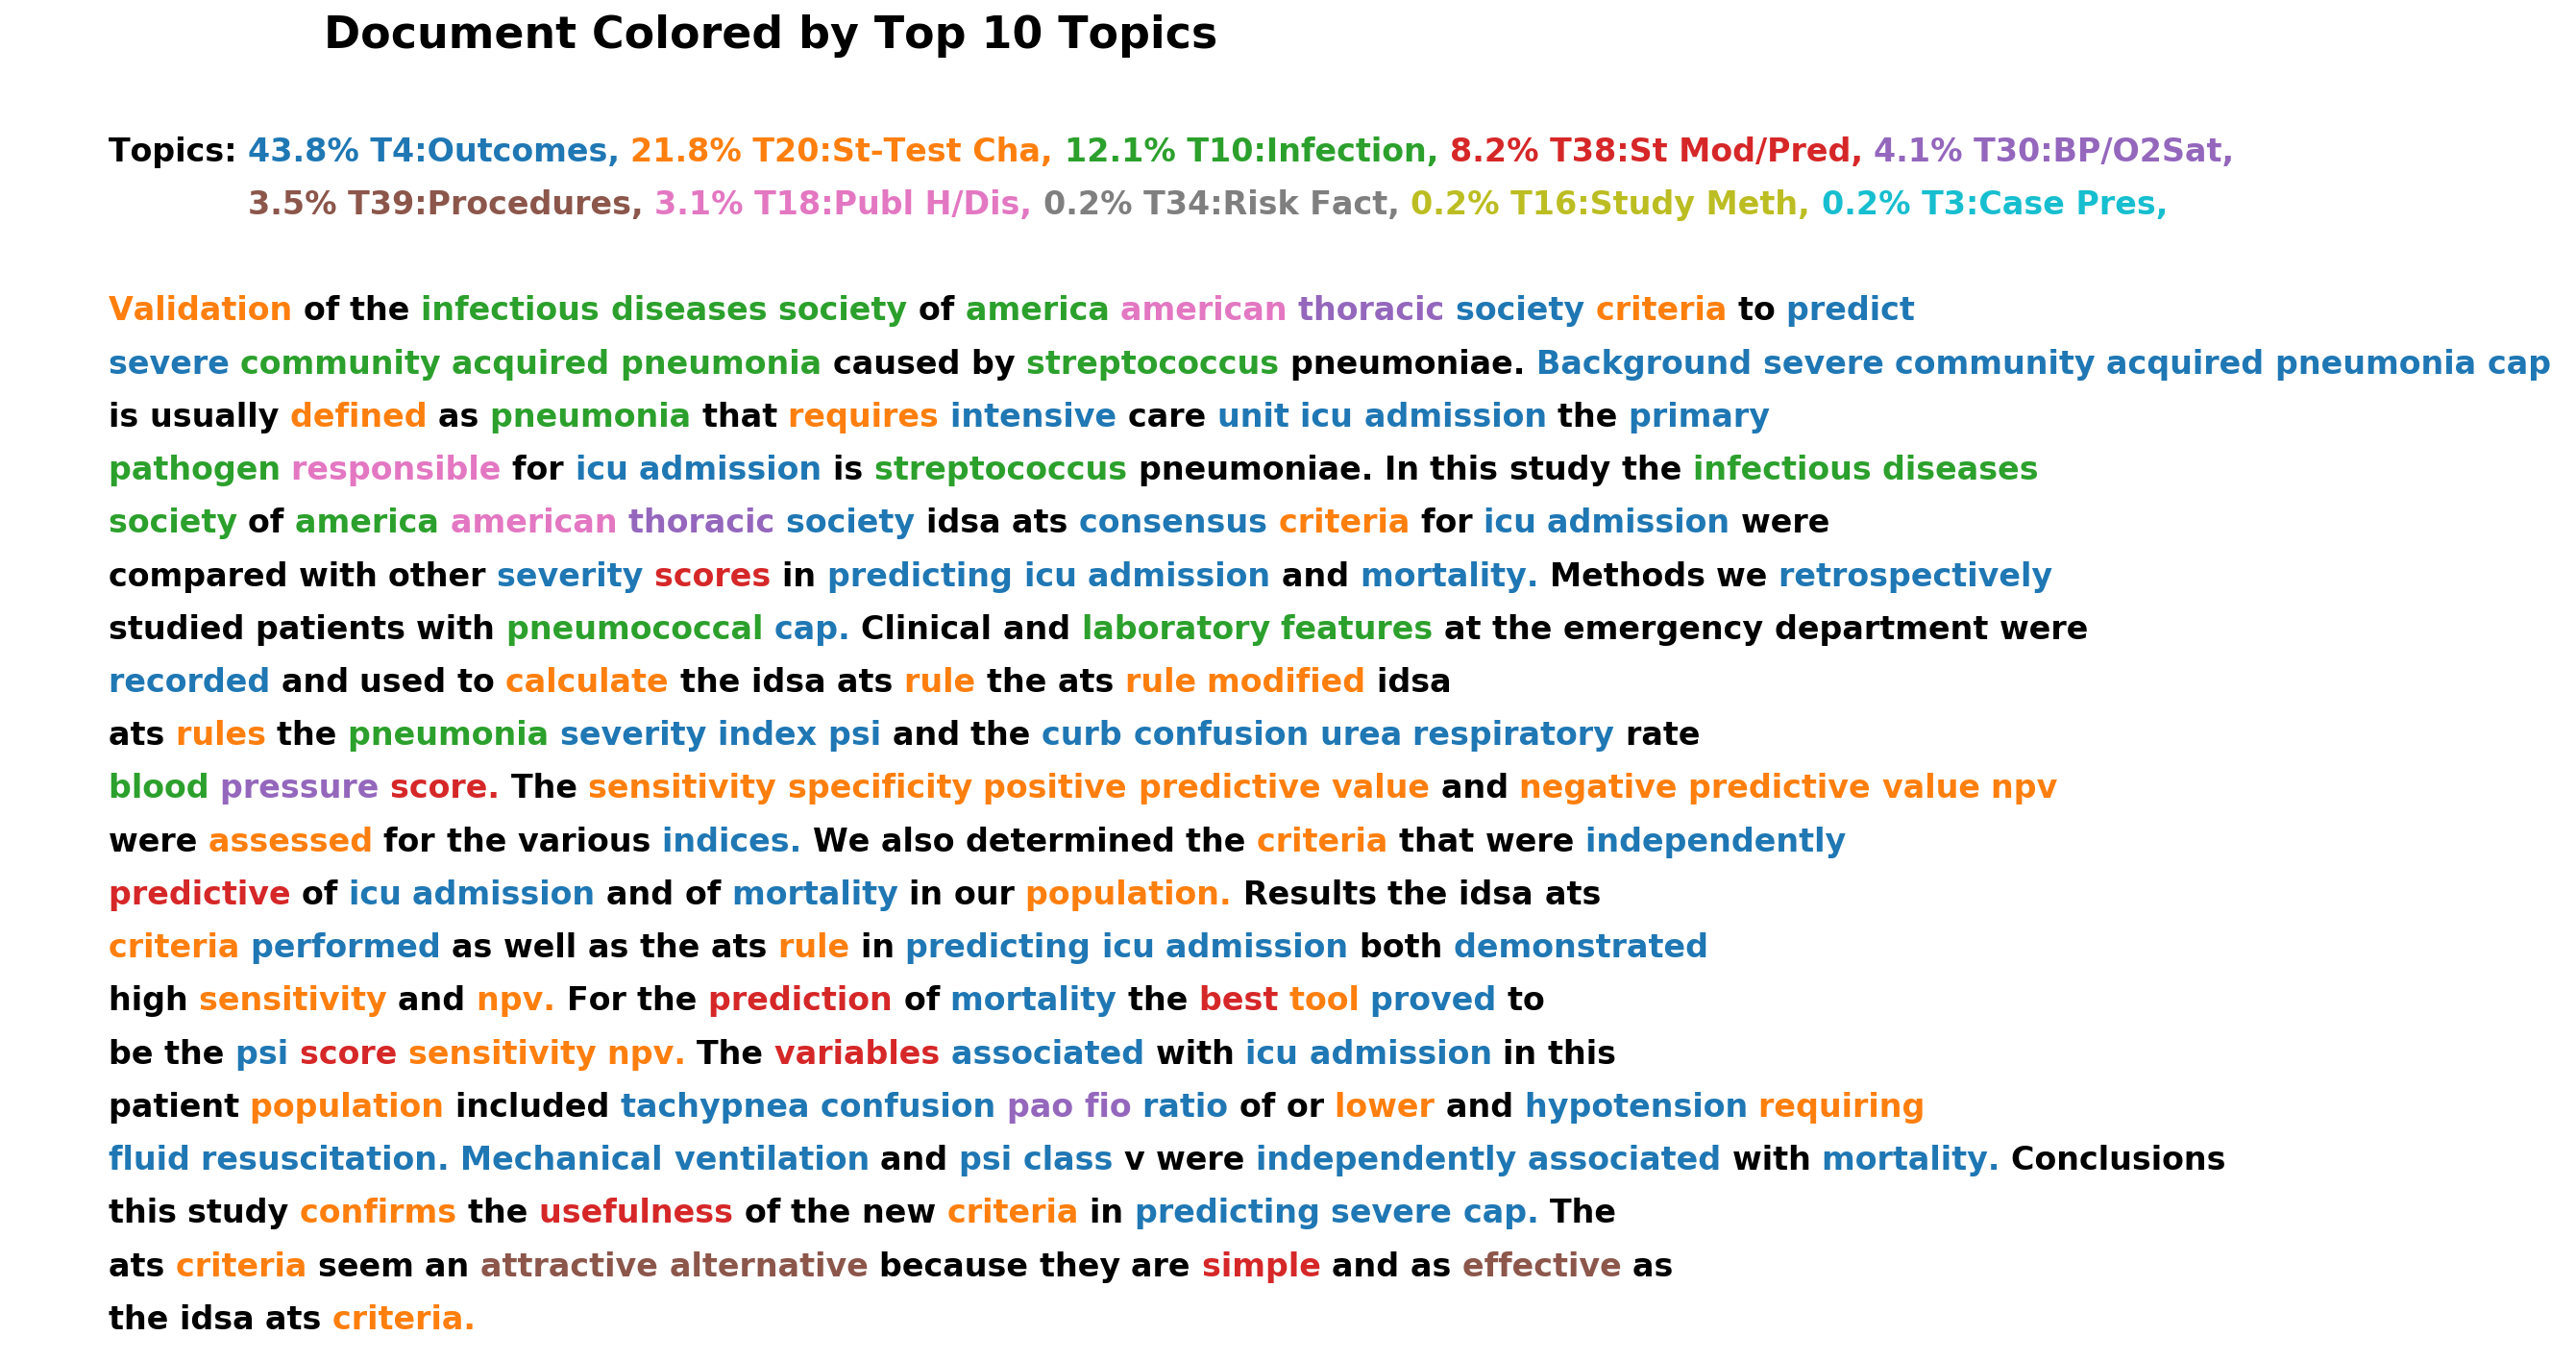 Document Colored by Top 10 Topics
Topics: 43.8% T4:Outcomes, 21.8% T20:St-Test Cha, 12.1% T10:Infection, 8.2% T38:St Mod/Pred, 4.1% T30:BP/O2Sat,
3.5% T39:Procedures, 3.1% T18:Publ H/Dis, 0.2% T34:Risk Fact, 0.2% T16:Study Meth, 0.2% T3:Case Pres,
Validation of the infectious diseases society of america american thoracic society criteria to predict
severe community acquired pneumonia caused by streptococcus pneumoniae. Background severe community acquired pneumonia cap
is usually defined as pneumonia that requires intensive care unit icu admission the primary
pathogen responsible for icu admission is streptococcus pneumoniae. In this study the infectious diseases
society of america american thoracic society idsa ats consensus criteria for icu admission were
compared with other severity scores in predicting icu admission and mortality. Methods we retrospectively
studied patients with pneumococcal cap. Clinical and laboratory features at the emergency department were
recorded and used to calculate the idsa ats rule the ats rule modified idsa
ats rules the pneumonia severity index psi and the curb confusion urea respiratory rate
blood pressure score. The sensitivity specificity positive predictive value and negative predictive value npv
were assessed for the various indices. We also determined the criteria that were independently
predictive of icu admission and of mortality in our population. Results the idsa ats
criteria performed as well as the ats rule in predicting icu admission both demonstrated
high sensitivity and npv. For the prediction of mortality the best tool proved to
be the psi score sensitivity npv. The variables associated with icu admission in this
patient population included tachypnea confusion pao fio ratio of or lower and hypotension requiring
fluid resuscitation. Mechanical ventilation and psi class v were independently associated with mortality. Conclusions
this study confirms the usefulness of the new criteria in predicting severe cap. The
ats criteria seem an attractive alternative because they are simple and as effective as
the idsa ats criteria.